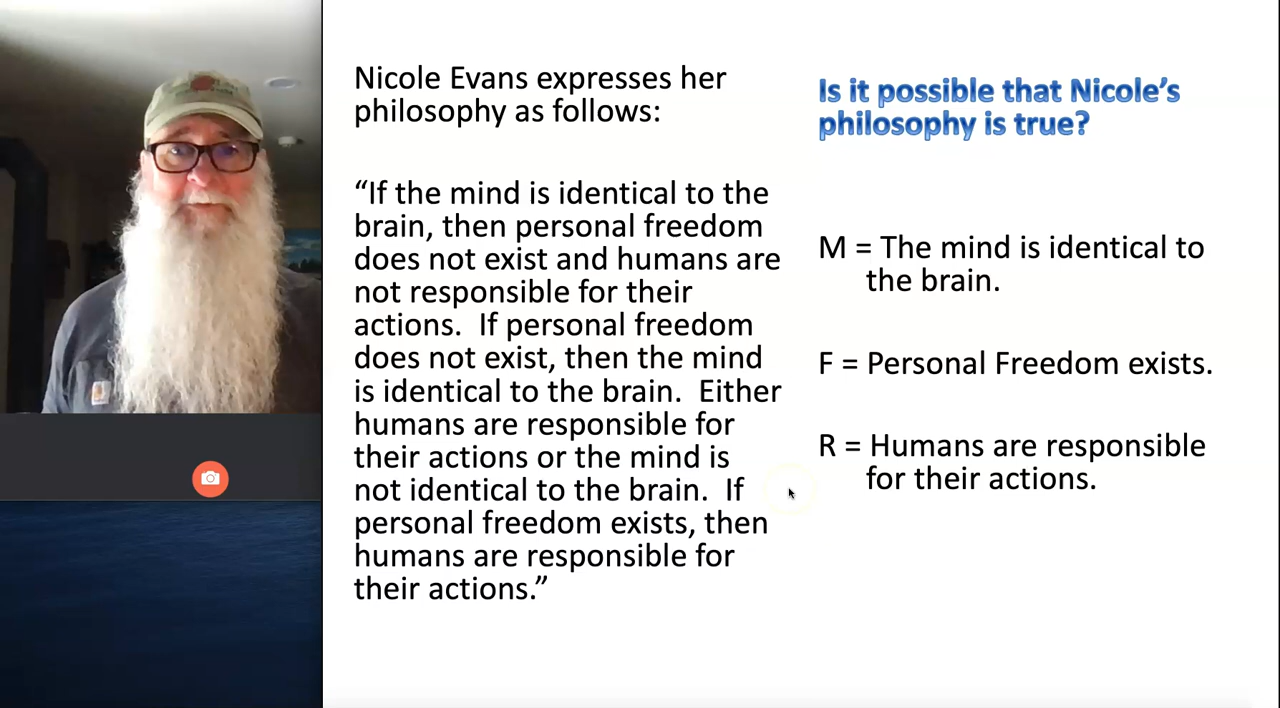 Nicole Evans expresses her
philosophy as follows:
“If the mind is identical to the
brain, then personal freedom
does not exist and humans are
not responsible for their
actions.  If personal freedom
does not exist, then the mind
is identical to the brain.  Either
humans are responsible for
their actions or the mind is
not identical to the brain.  If
personal freedom exists, then
humans are responsible for
their actions.”
Is it possible that Nicole’s
philosophy is true?
M = The mind is identical to
the brain.
F = Personal Freedom exists.
R = Humans are responsible
for their actions.